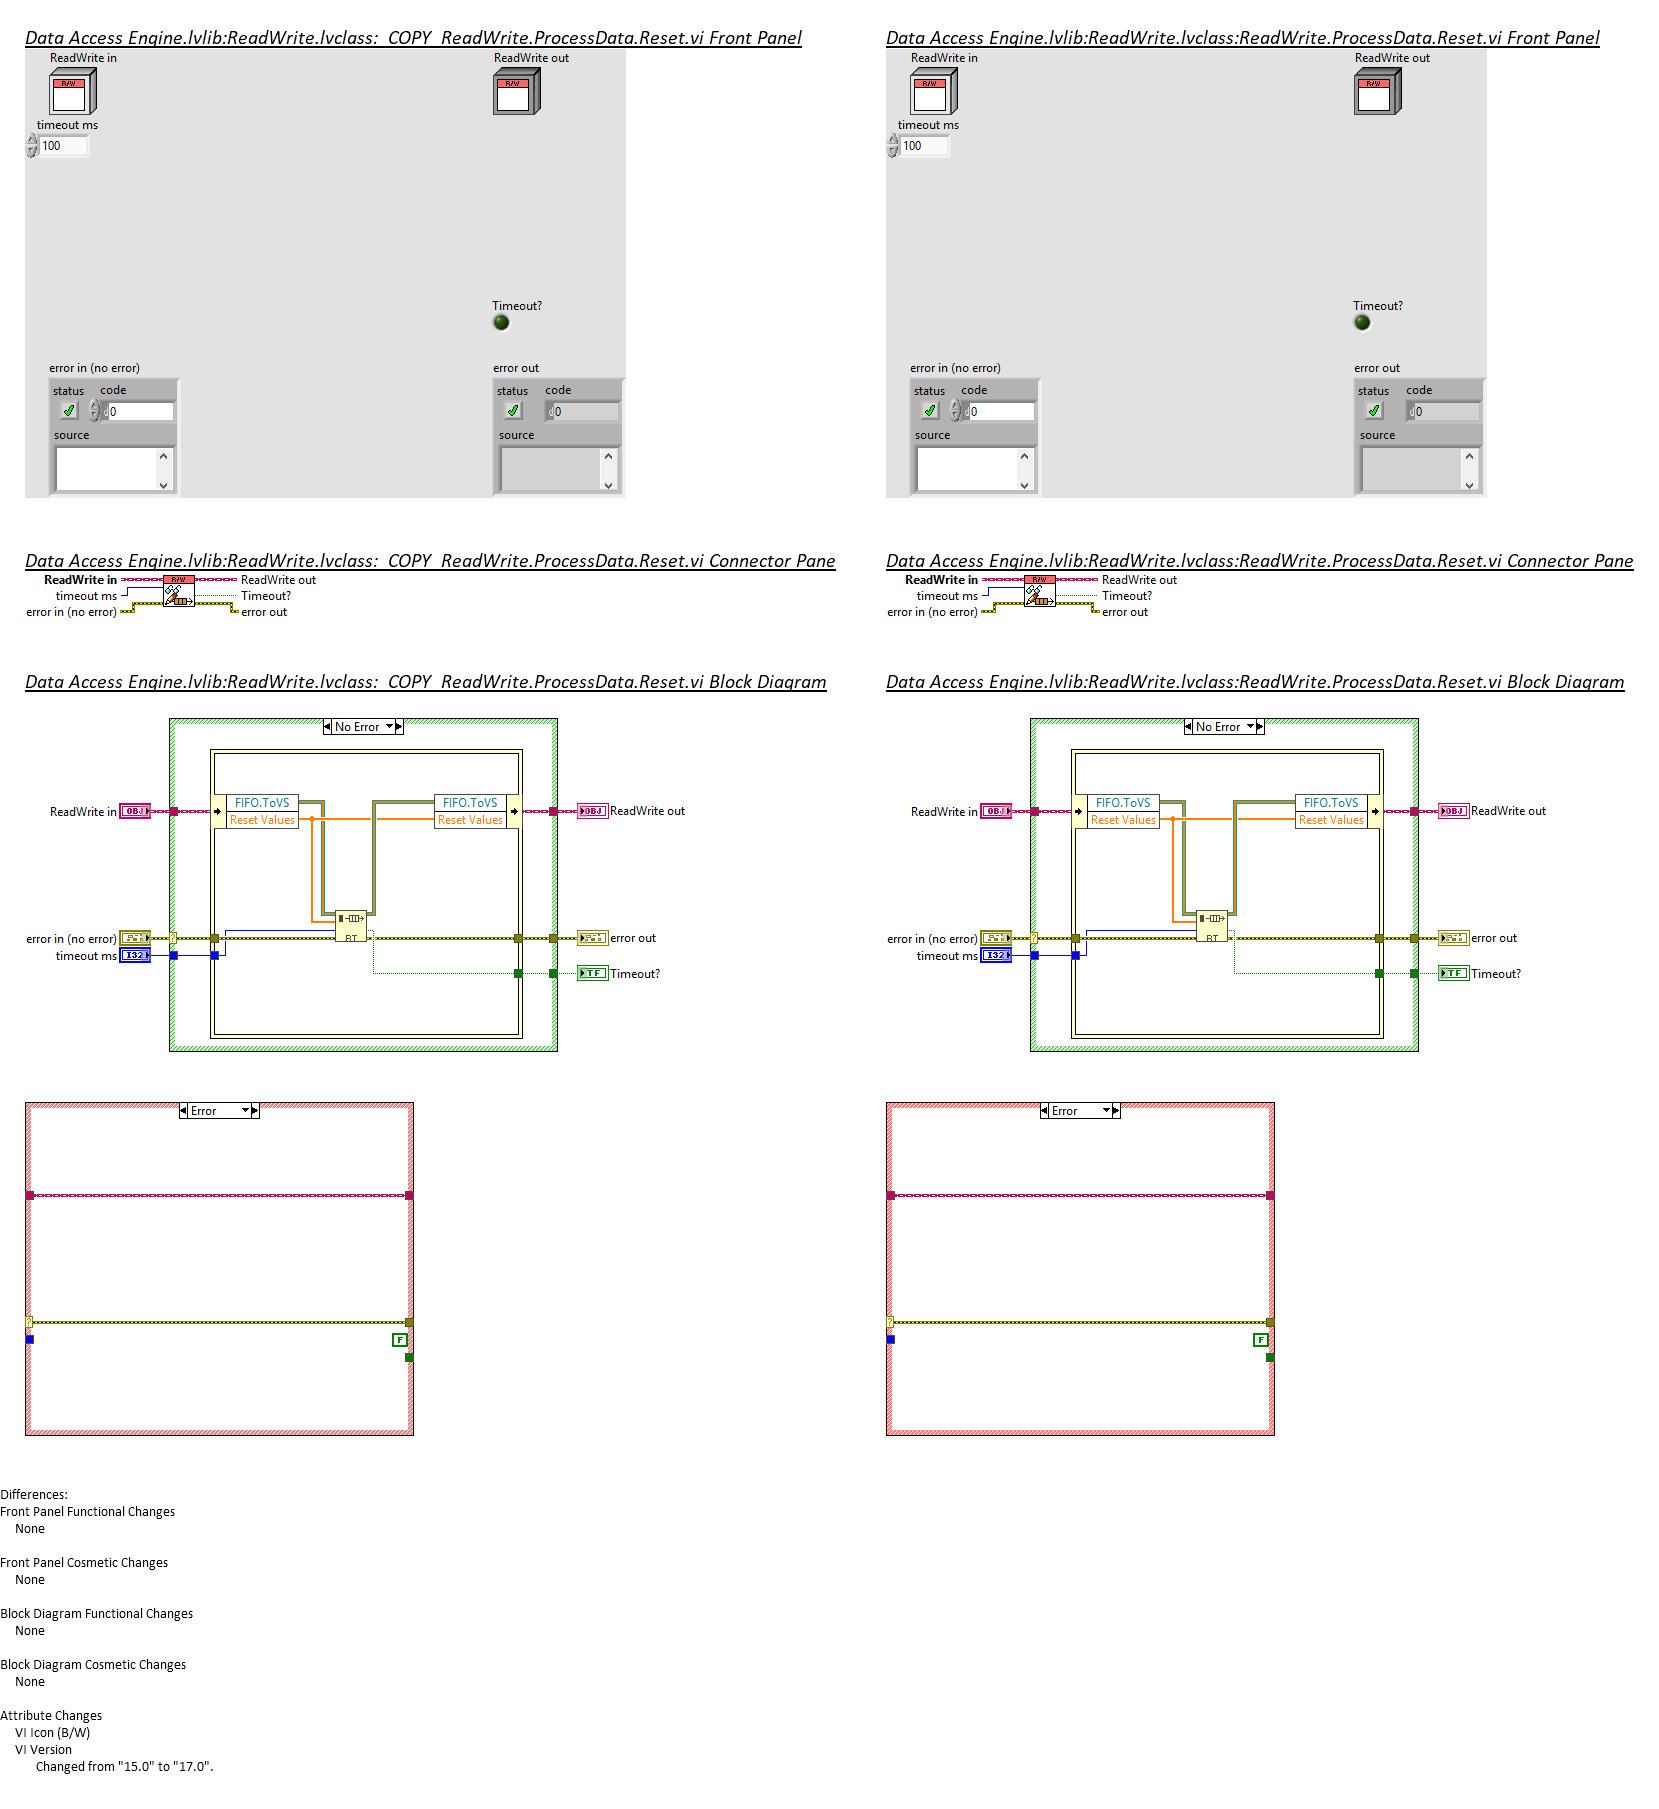 Data Access Engine.lvlib:ReadWrite.lvclass:  COPY  ReadWrite.ProcessData.Reset.vi Front Panel
ReadWrite in
ReadWrite out
R/W
R/W
timeout ms
100
Timeout?
error in (no error)
error out
status code
status code
d 0
d 0
source
source
Data Access Engine.lvlib:ReadWrite.lvclass:ReadWrite.ProcessData.Reset.vi Front Panel
ReadWrite in
ReadWrite out
R/W
R/W
timeout ms
100
Timeout?
error in (no error)
error out
status code
status code
d 0
d 0
source
source
Data Access Engine.lvlib:ReadWrite.lvclass:  COPY  ReadWrite.ProcessData.Reset.vi Connector Pane
ReadWrite in
R/W
ReadWrite out
timeout ms
Timeout?
error in (no error)
error out
Data Access Engine.lvlib:ReadWrite.lvclass:ReadWrite.ProcessData.Reset.vi Connector Pane
ReadWrite in
R/W
ReadWrite out
timeout ms
Timeout?
error in (no error)
error out
Data Access Engine.lvlib:ReadWrite.lvclass:  COPY  ReadWrite.ProcessData.Reset.vi Block Diagram
No Error
FIFO.ToVS
FIFO.ToVS
ReadWrite in
OBJ
OBJ
ReadWrite out
Reset Values
Reset Values
error in (no error)
?
RT
error out
timeout ms
I32
TF
Timeout?
Data Access Engine.lvlib:ReadWrite.lvclass:ReadWrite.ProcessData.Reset.vi Block Diagram
No Error
FIFO.ToVS
FIFO.ToVS
ReadWrite in
OBJ
OBJ
ReadWrite out
Reset Values
Reset Values
error in (no error)
?
RT
error out
timeout ms
I32
TF
Timeout?
Error
?
F
Error
?
F
Differences:
Front Panel Functional Changes
None
Front Panel Cosmetic Changes
None
Block Diagram Functional Changes
None
Block Diagram Cosmetic Changes
None
Attribute Changes
VI Icon (B/W)
VI Version
Changed from "15.0" to "17.0".